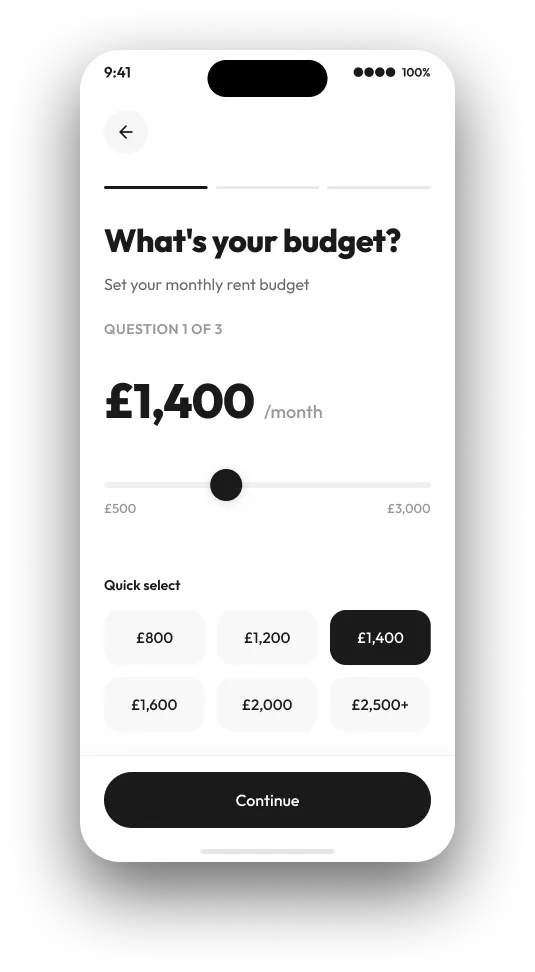 9:41 100%
What's your budget?
Set your monthly rent budget
QUESTION 1 OF 3
£1,400 /month
£500 £3,000
Quick select
£800 £1,200 £1,400
£1,600 £2,000 £2,500+
Continue